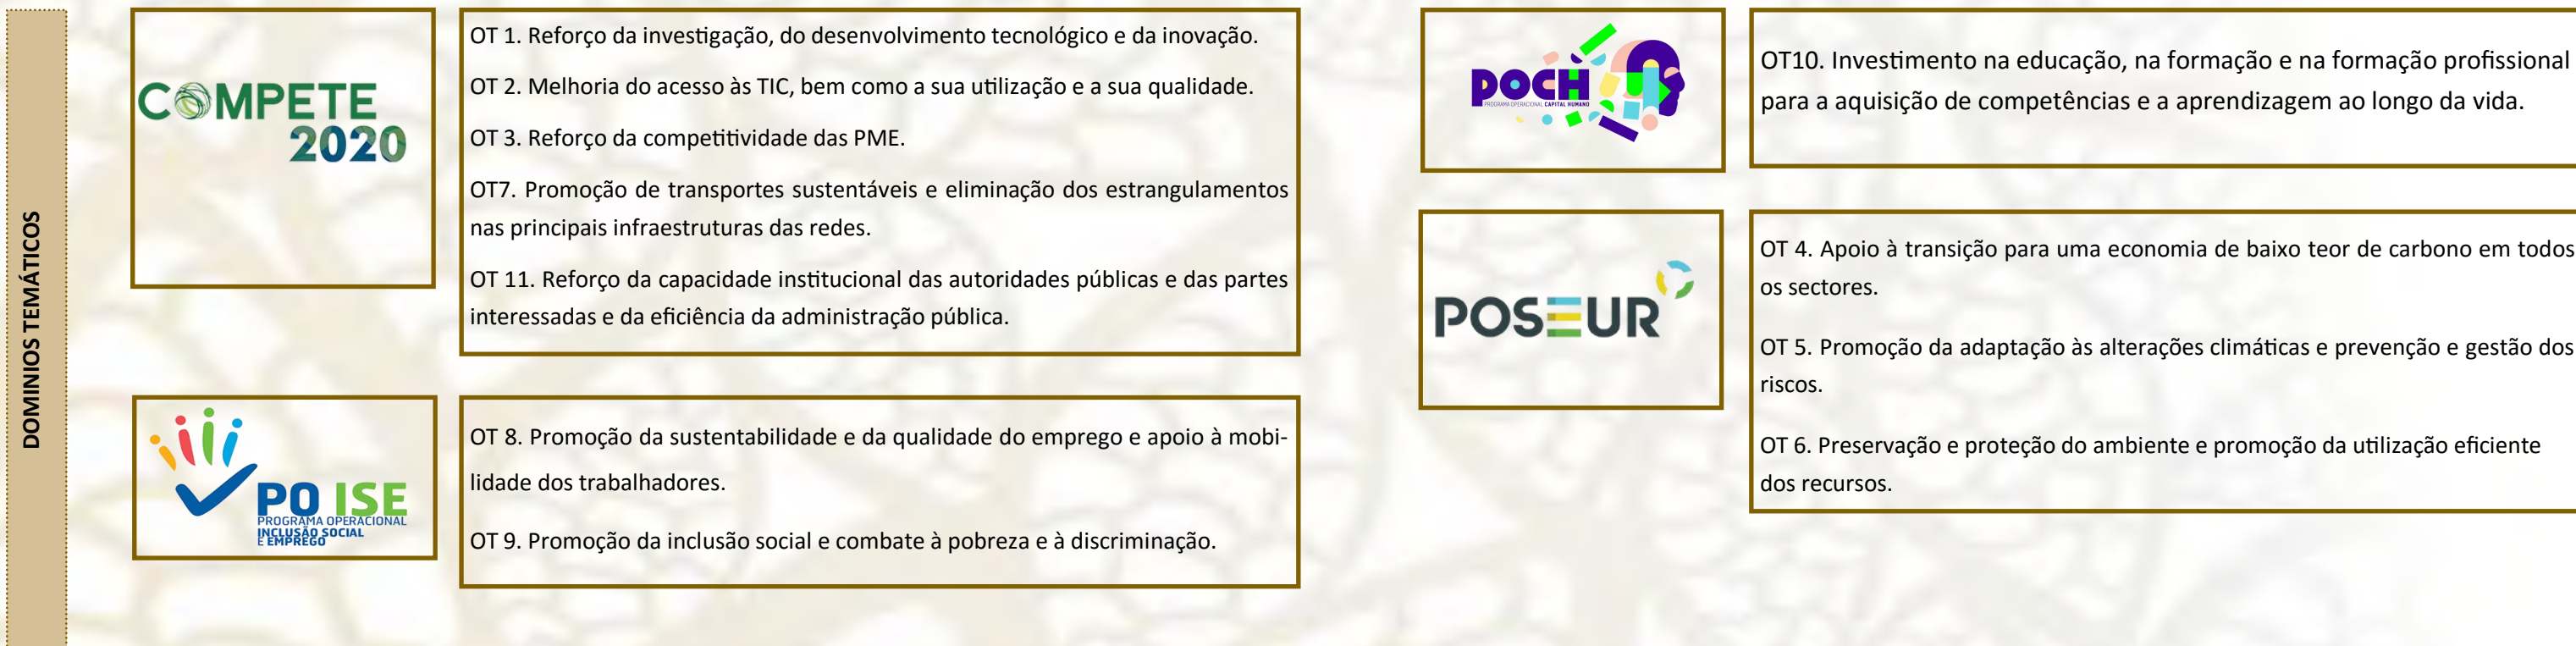 DOMINIOS TEMÁTICOS
COMPETE
2020
OT 1. Reforço da investigação, do desenvolvimento tecnológico e da inovação.
OT 2. Melhoria do acesso às TIC, bem como a sua utilização e a sua qualidade.
OT 3. Reforço da competitividade das PME.
OT7. Promoção de transportes sustentáveis e eliminação dos estrangulamentos
nas principais infraestruturas das redes.
OT 11. Reforço da capacidade institucional das autoridades públicas e das partes
interessadas e da eficiência da administração pública.
PO ISE
PROGRAMA OPERACIONAL
INCLUSÃO SOCIAL
E EMPREGO
OT 8. Promoção da sustentabilidade e da qualidade do emprego e apoio à mobi-
lidade dos trabalhadores.
OT 9. Promoção da inclusão social e combate à pobreza e à discriminação.
POCH
PROGRAMA OPERACIONAL CAPITAL HUMANO
OT10. Investimento na educação, na formação e na formação profissional
para a aquisição de competências e a aprendizagem ao longo da vida.
POSEUR
OT 4. Apoio à transição para uma economia de baixo teor de carbono em todos
os sectores.
OT 5. Promoção da adaptação às alterações climáticas e prevenção e gestão dos
riscos.
OT 6. Preservação e proteção do ambiente e promoção da utilização eficiente
dos recursos.